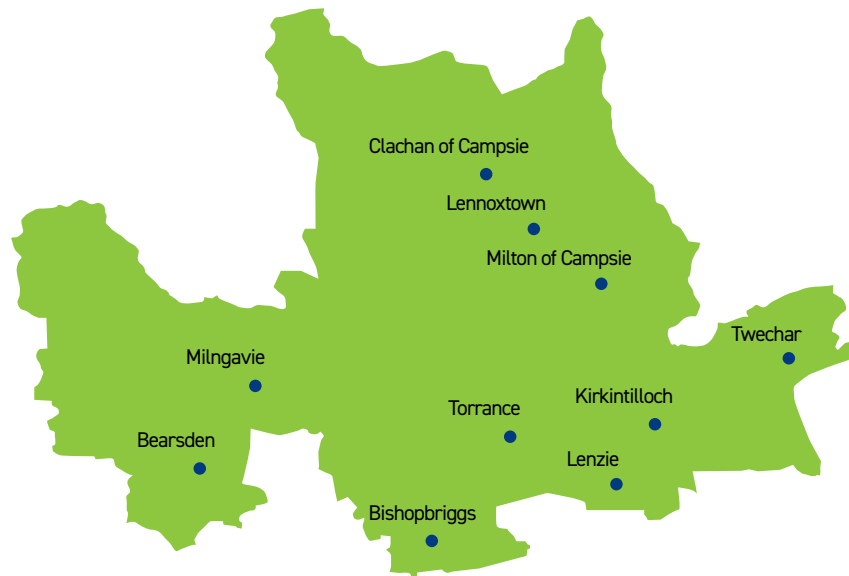 Clachan of Campsie
Lennoxtown
Milton of Campsie
Twechar
Milngavie
Kirkintilloch
Torrance
Bearsden
Lenzie
Bishopbriggs